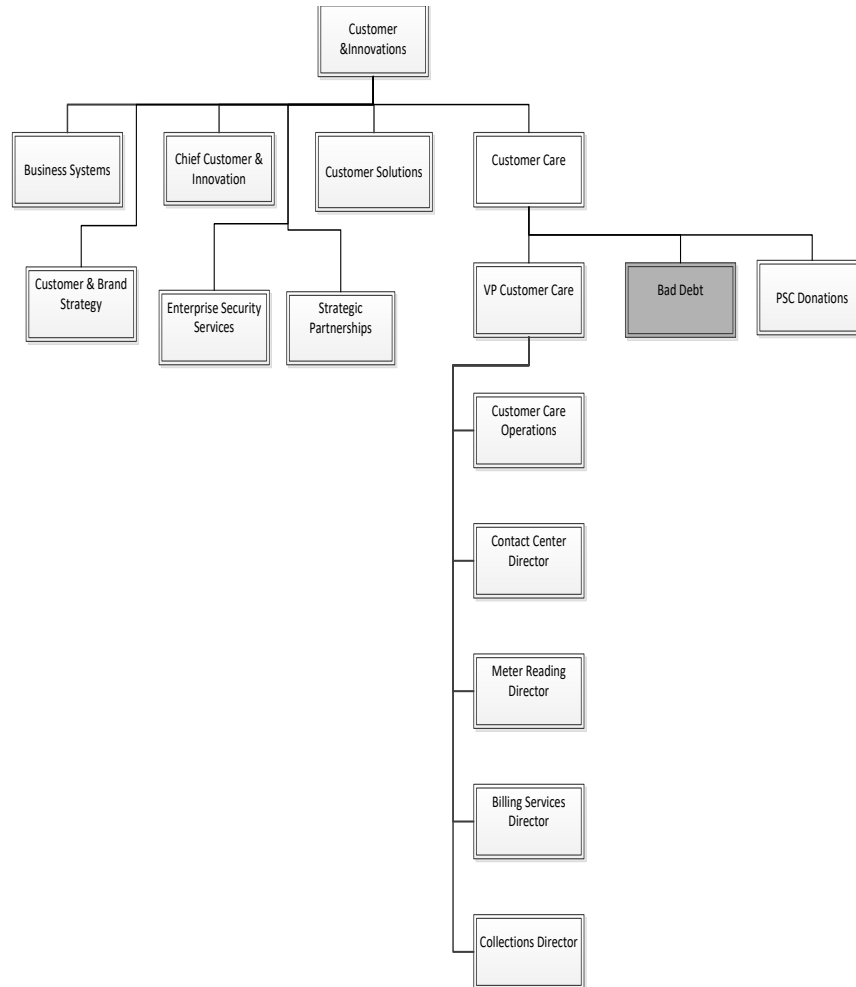 Customer
&Innovations
Business Systems
Chief Customer &
Innovation
Customer Solutions
Customer Care
Customer & Brand
Strategy
Enterprise Security
Services
Strategic
Partnerships
VP Customer Care
Bad Debt
PSC Donations
Customer Care
Operations
Contact Center
Director
Meter Reading
Director
Billing Services
Director
Collections Director